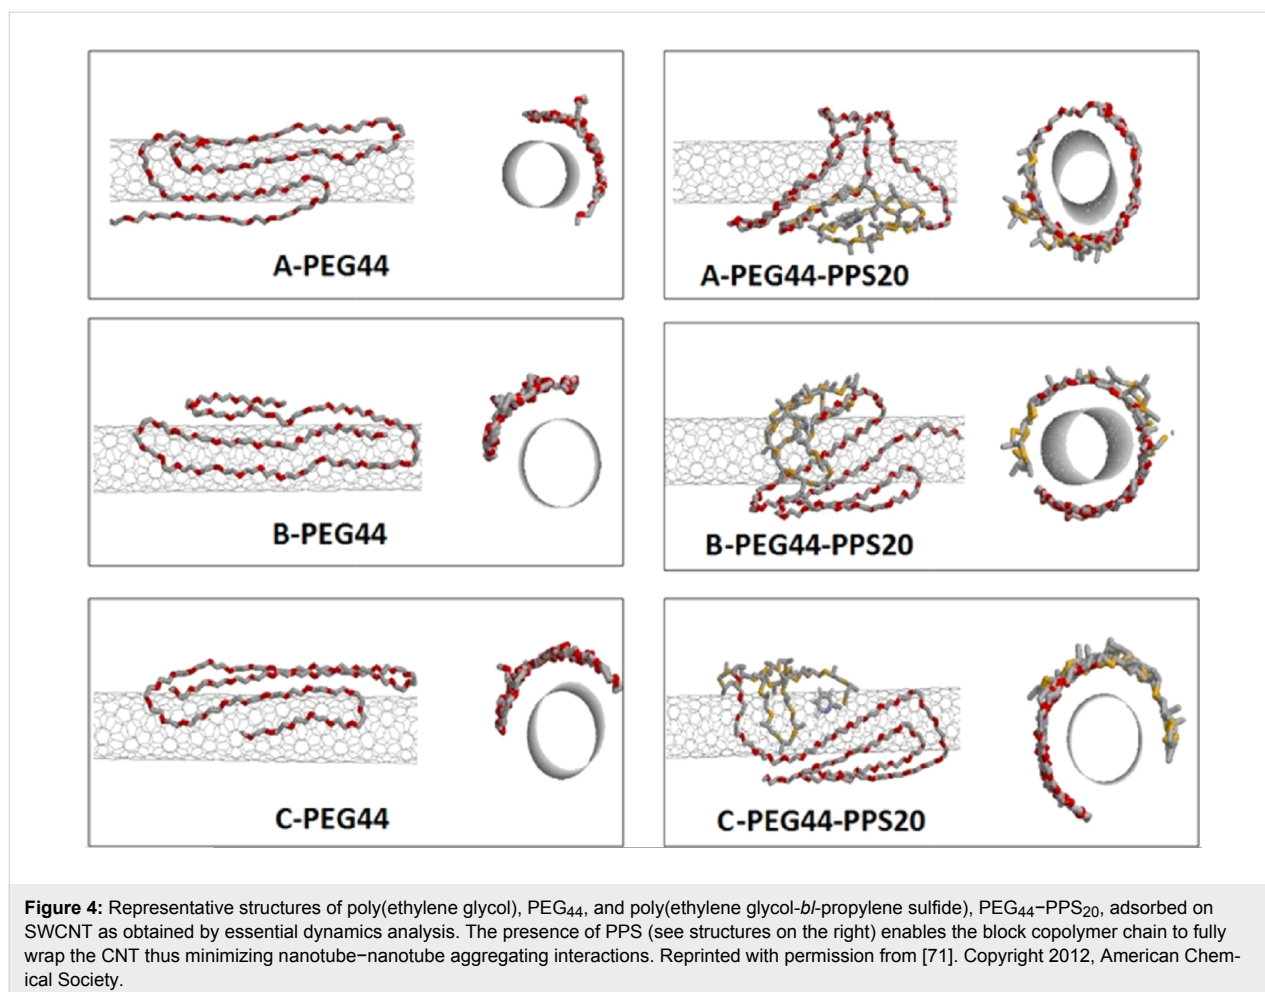 A-PEG44
A-PEG44-PPS20
B-PEG44
B-PEG44-PPS20
C-PEG44
C-PEG44-PPS20
Figure 4: Representative structures of poly(ethylene glycol), PEG₄₄, and poly(ethylene glycol-bl-propylene sulfide), PEG₄₄−PPS₂₀, adsorbed on
SWCNT as obtained by essential dynamics analysis. The presence of PPS (see structures on the right) enables the block copolymer chain to fully
wrap the CNT thus minimizing nanotube−nanotube aggregating interactions. Reprinted with permission from [71]. Copyright 2012, American Chem-
ical Society.